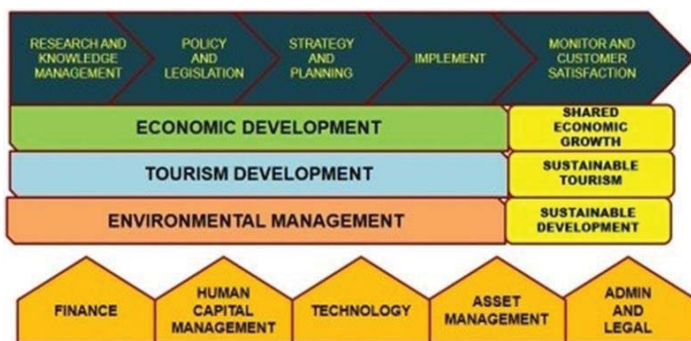 RESEARCH AND
KNOWLEDGE
MANAGEMENT
POLICY
AND
LEGISLATION
STRATEGY
AND
PLANNING
IMPLEMENT
MONITOR AND
CUSTOMER
SATISFACTION
ECONOMIC DEVELOPMENT
SHARED
ECONOMIC
GROWTH
TOURISM DEVELOPMENT
SUSTAINABLE
TOURISM
ENVIRONMENTAL MANAGEMENT
SUSTAINABLE
DEVELOPMENT
FINANCE
HUMAN
CAPITAL
MANAGEMENT
TECHNOLOGY
ASSET
MANAGEMENT
ADMIN
AND
LEGAL